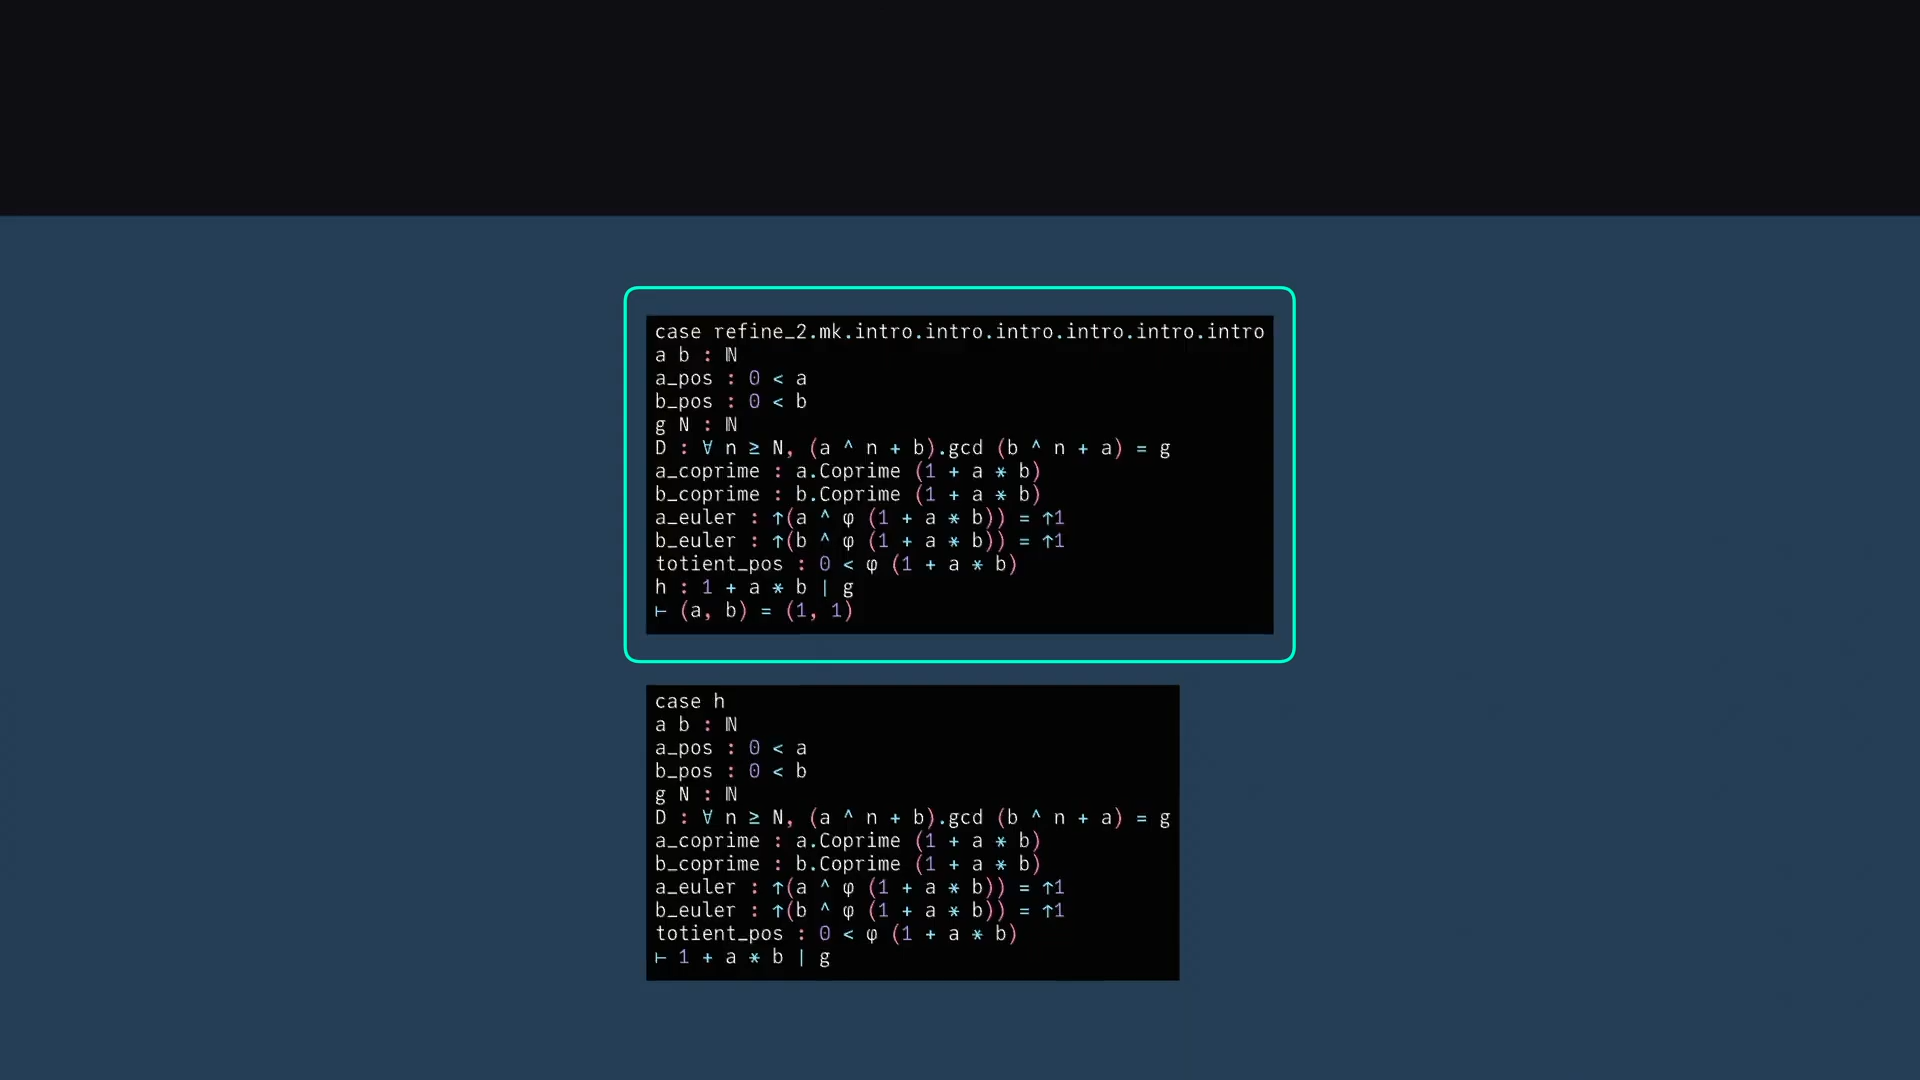 case refine_2.mk.intro.intro.intro.intro.intro.intro
a b : ℕ
a_pos : 0 < a
b_pos : 0 < b
g N : ℕ
D : ∀ n ≥ N, (a ^ n + b).gcd (b ^ n + a) = g
a_coprime : a.Coprime (1 + a * b)
b_coprime : b.Coprime (1 + a * b)
a_euler : ↑(a ^ φ (1 + a * b)) = ↑1
b_euler : ↑(b ^ φ (1 + a * b)) = ↑1
totient_pos : 0 < φ (1 + a * b)
h : 1 + a * b ∣ g
⊢ (a, b) = (1, 1)
case h
a b : ℕ
a_pos : 0 < a
b_pos : 0 < b
g N : ℕ
D : ∀ n ≥ N, (a ^ n + b).gcd (b ^ n + a) = g
a_coprime : a.Coprime (1 + a * b)
b_coprime : b.Coprime (1 + a * b)
a_euler : ↑(a ^ φ (1 + a * b)) = ↑1
b_euler : ↑(b ^ φ (1 + a * b)) = ↑1
totient_pos : 0 < φ (1 + a * b)
⊢ 1 + a * b ∣ g